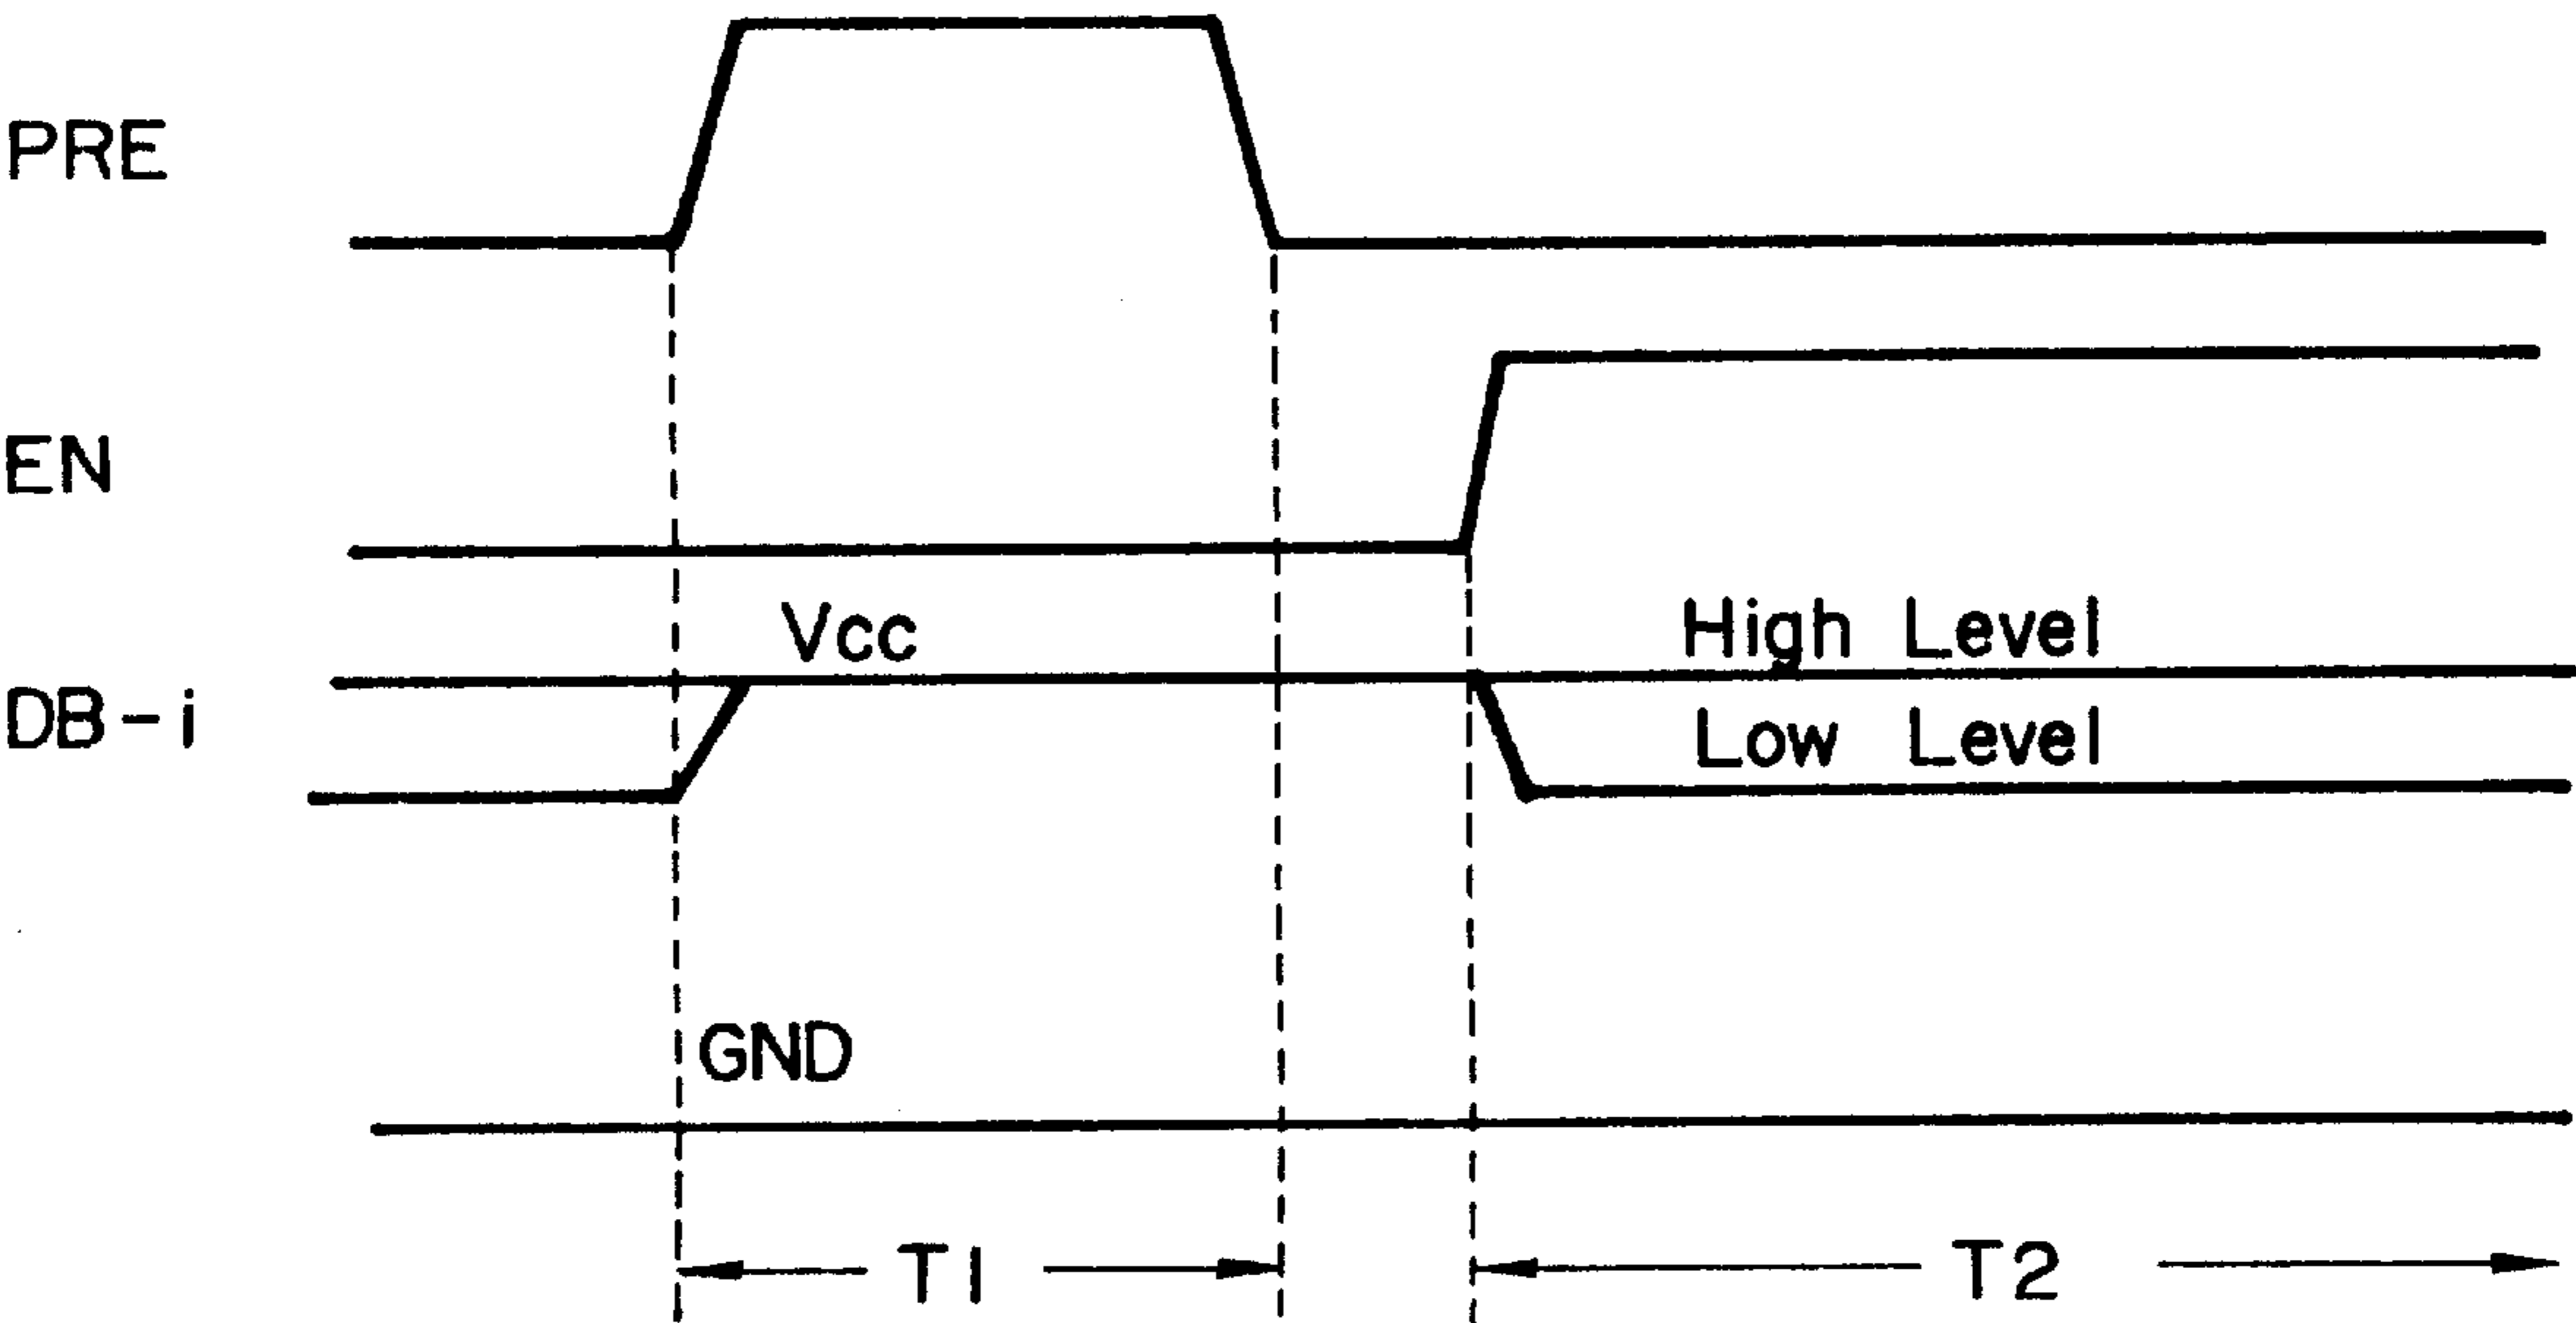 PRE
EN
Vcc
High Level
DB-i
Low Level
GND
T1
T2